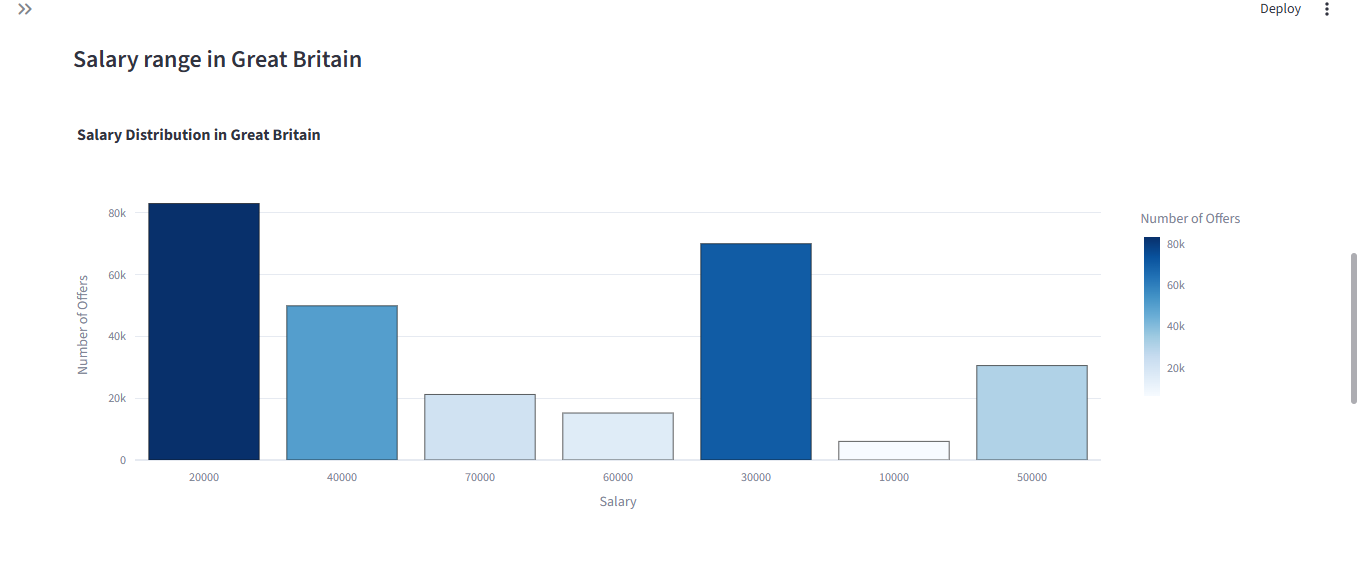 Deploy
Salary range in Great Britain
Salary Distribution in Great Britain
Number of Offers
80k
60k
40k
20k
0
20000 40000 70000 60000 30000 10000 50000
Salary
Number of Offers
80k
60k
40k
20k